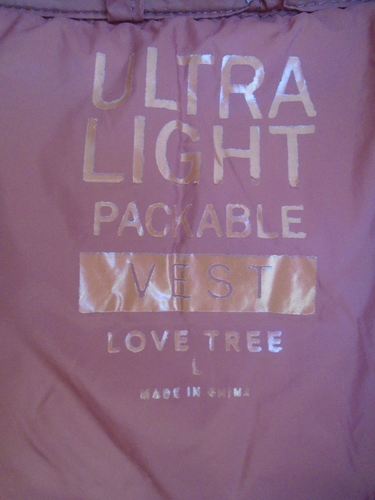 ULTRA
LIGHT
PACKABLE
VEST
LOVE TREE
L
MADE IN CHINA